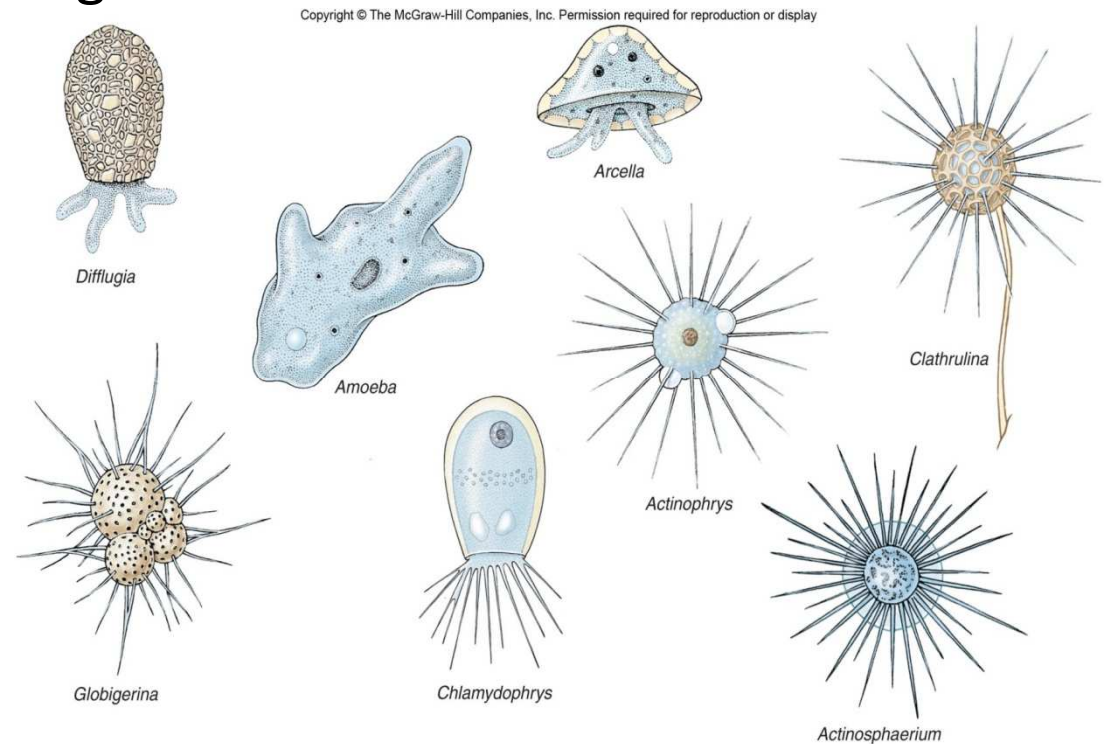 Copyright © The McGraw-Hill Companies, Inc. Permission required for reproduction or display
Arcella
Difflugia
Clathrulina
Amoeba
Actinophrys
Globigerina
Chlamydophrys
Actinosphaerium